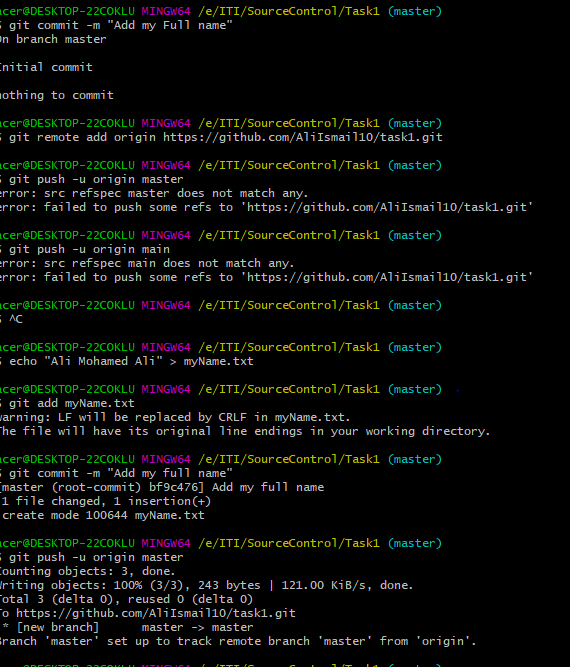 acer@DESKTOP-22COKLU MINGW64 /e/ITI/SourceControl/Task1 (master)
$ git commit -m "Add my Full name"
On branch master
Initial commit
nothing to commit
acer@DESKTOP-22COKLU MINGW64 /e/ITI/SourceControl/Task1 (master)
$ git remote add origin https://github.com/AliIsmail10/task1.git
acer@DESKTOP-22COKLU MINGW64 /e/ITI/SourceControl/Task1 (master)
$ git push -u origin master
error: src refspec master does not match any.
error: failed to push some refs to 'https://github.com/AliIsmail10/task1.git'
acer@DESKTOP-22COKLU MINGW64 /e/ITI/SourceControl/Task1 (master)
$ git push -u origin main
error: src refspec main does not match any.
error: failed to push some refs to 'https://github.com/AliIsmail10/task1.git'
acer@DESKTOP-22COKLU MINGW64 /e/ITI/SourceControl/Task1 (master)
$ ^C
acer@DESKTOP-22COKLU MINGW64 /e/ITI/SourceControl/Task1 (master)
$ echo "Ali Mohamed Ali" > myName.txt
acer@DESKTOP-22COKLU MINGW64 /e/ITI/SourceControl/Task1 (master)
$ git add myName.txt
warning: LF will be replaced by CRLF in myName.txt.
The file will have its original line endings in your working directory.
acer@DESKTOP-22COKLU MINGW64 /e/ITI/SourceControl/Task1 (master)
$ git commit -m "Add my full name"
[master (root-commit) bf9c476] Add my full name
1 file changed, 1 insertion(+)
create mode 100644 myName.txt
acer@DESKTOP-22COKLU MINGW64 /e/ITI/SourceControl/Task1 (master)
$ git push -u origin master
Counting objects: 3, done.
Writing objects: 100% (3/3), 243 bytes | 121.00 KiB/s, done.
Total 3 (delta 0), reused 0 (delta 0)
To https://github.com/AliIsmail10/task1.git
* [new branch]      master -> master
Branch 'master' set up to track remote branch 'master' from 'origin'.